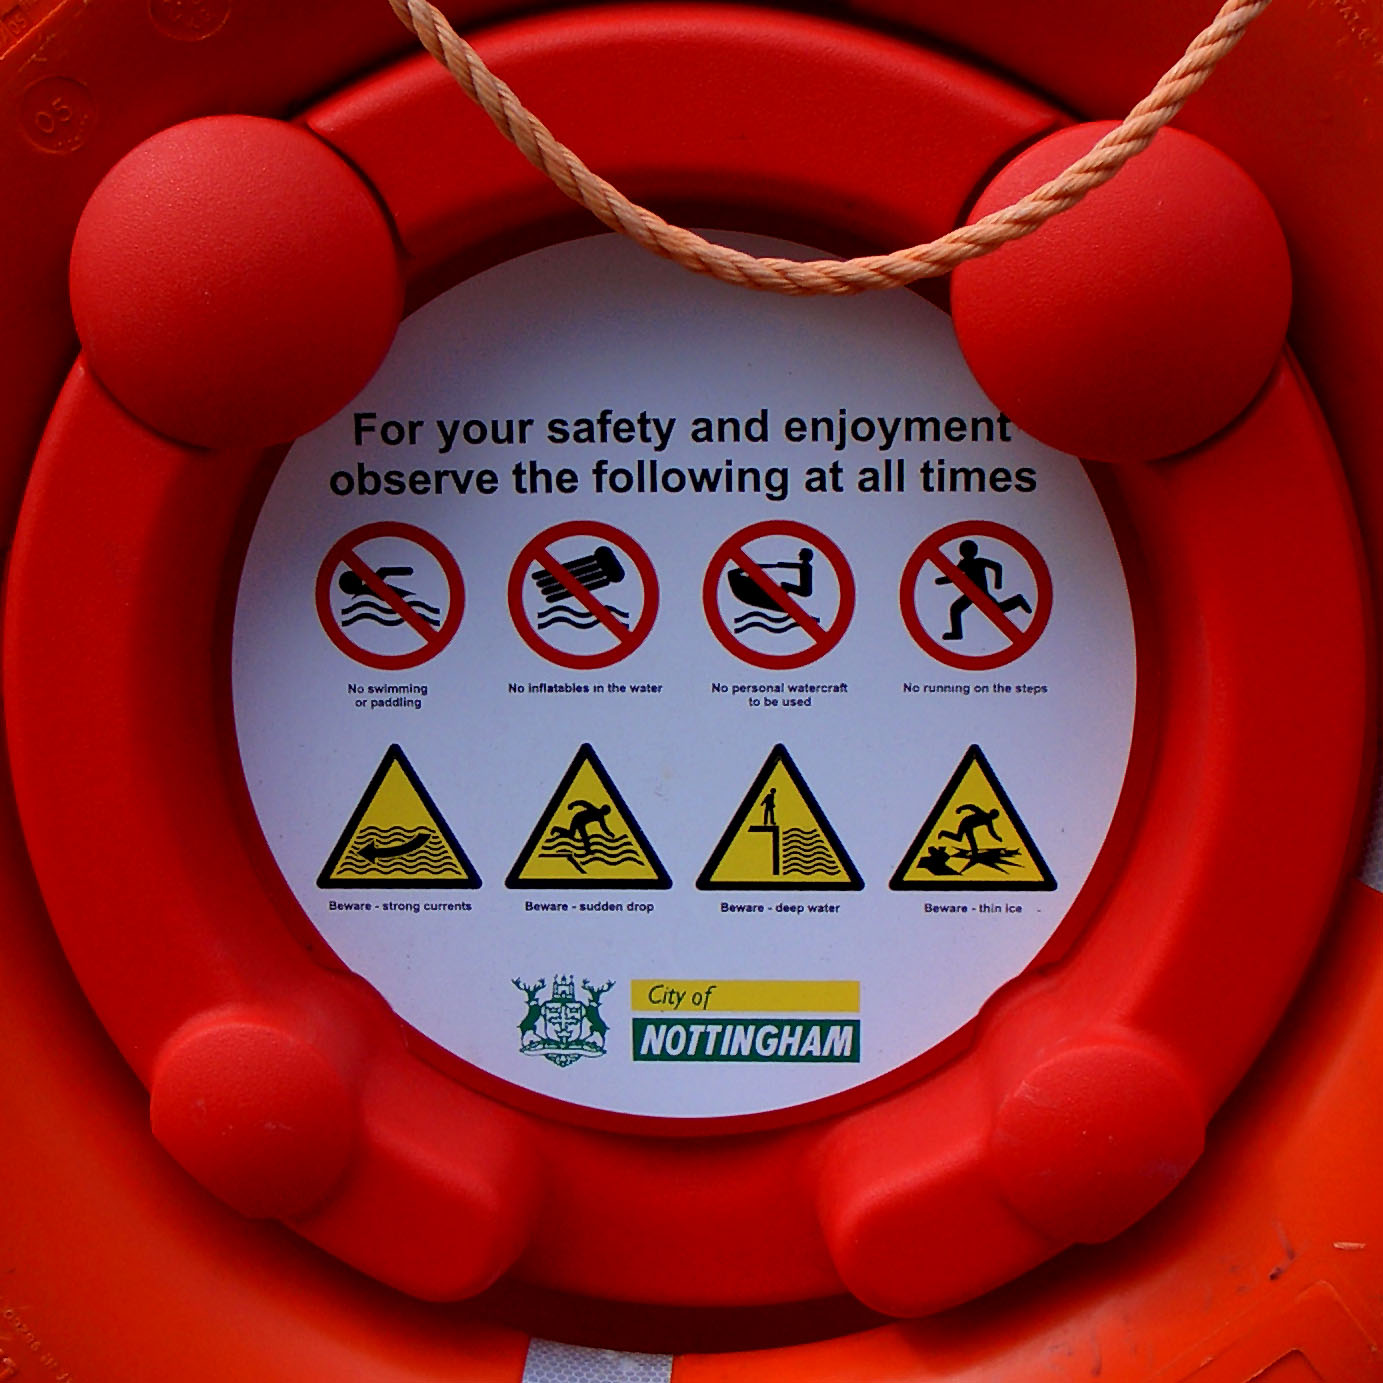 05
For your safety and enjoyment
observe the following at all times
No swimming
or paddling
No inflatables in the water
No personal watercraft
to be used
No running on the steps
Beware - strong currents
Beware - sudden drop
Beware - deep water
Beware - thin ice
City of
NOTTINGHAM